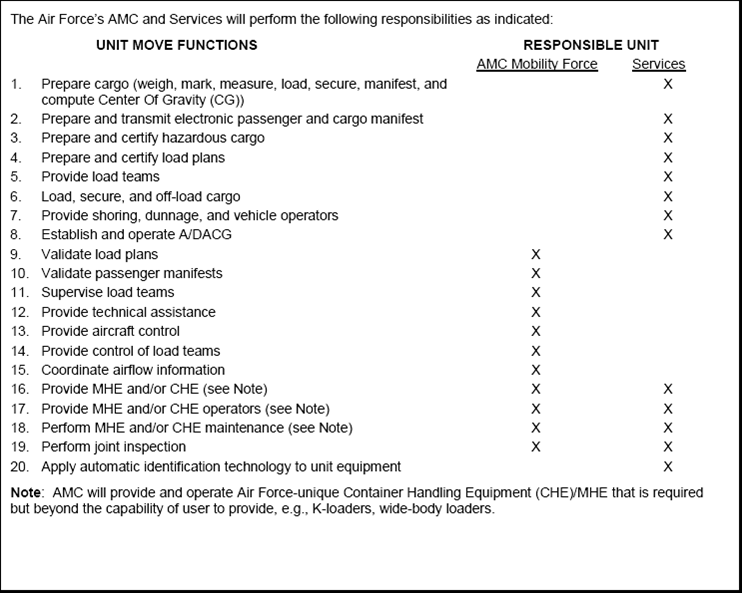 The Air Force's AMC and Services will perform the following responsibilities as indicated:
UNIT MOVE FUNCTIONS RESPONSIBLE UNIT
AMC Mobility Force Services
1. Prepare cargo (weigh, mark, measure, load, secure, manifest, and X
compute Center Of Gravity (CG))
2. Prepare and transmit electronic passenger and cargo manifest X
3. Prepare and certify hazardous cargo X
4. Prepare and certify load plans X
5. Provide load teams X
6. Load, secure, and off-load cargo X
7. Provide shoring, dunnage, and vehicle operators X
8. Establish and operate A/DACG X
9. Validate load plans X
10. Validate passenger manifests X
11. Supervise load teams X
12. Provide technical assistance X
13. Provide aircraft control X
14. Provide control of load teams X
15. Coordinate airflow information X
16. Provide MHE and/or CHE (see Note) X X
17. Provide MHE and/or CHE operators (see Note) X X
18. Perform MHE and/or CHE maintenance (see Note) X X
19. Perform joint inspection X X
20. Apply automatic identification technology to unit equipment X
Note: AMC will provide and operate Air Force-unique Container Handling Equipment (CHE)/MHE that is required
but beyond the capability of user to provide, e.g., K-loaders, wide-body loaders.